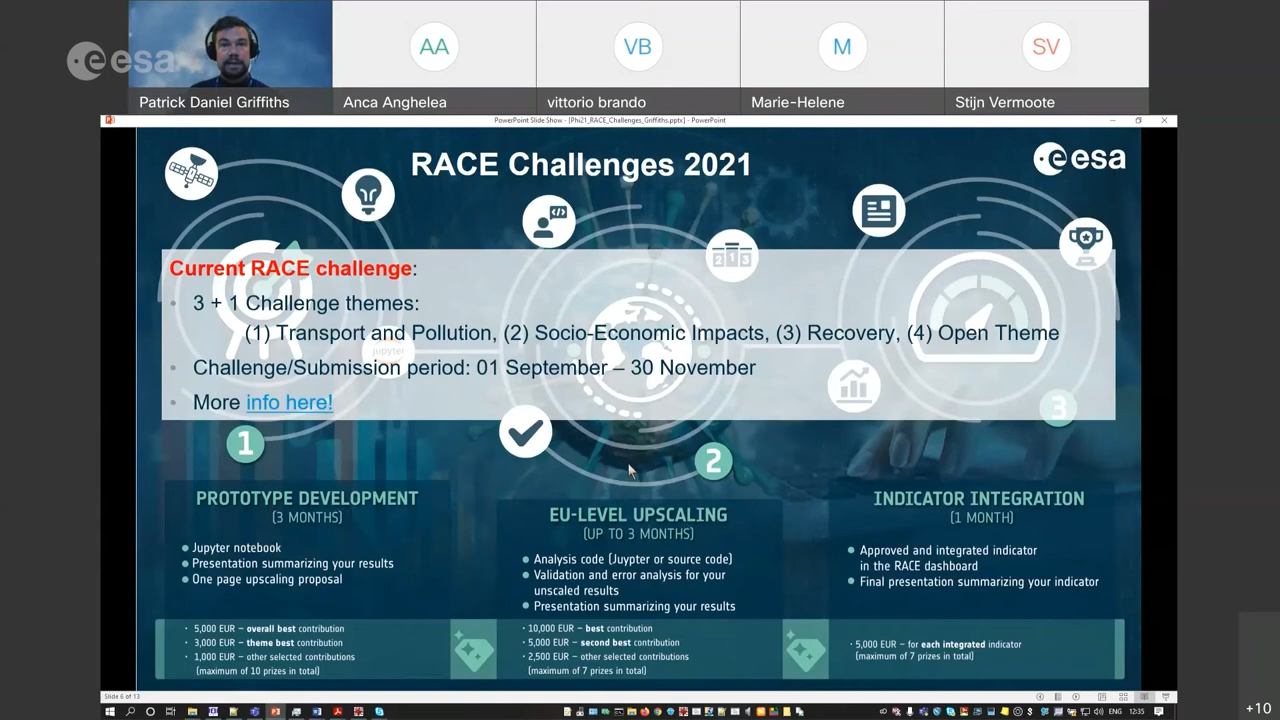 esa
AA
VB
M
SV
Patrick Daniel Griffiths
Anca Anghelea
vittorio brando
Marie-Helene
Stijn Vermoote
PowerPoint Slide Show - [Phi21_RACE_Challenges_Griffiths.pptx] - PowerPoint
RACE Challenges 2021
esa
1 2 3
Current RACE challenge:
• 3 + 1 Challenge themes:
(1) Transport and Pollution, (2) Socio-Economic Impacts, (3) Recovery, (4) Open Theme
jupyter
• Challenge/Submission period: 01 September – 30 November
• More info here!
1
2
3
PROTOTYPE DEVELOPMENT
(3 MONTHS)
• Jupyter notebook
• Presentation summarizing your results
• One page upscaling proposal
• 5,000 EUR – overall best contribution
• 3,000 EUR – theme best contribution
• 1,000 EUR – other selected contributions
(maximum of 10 prizes in total)
EU-LEVEL UPSCALING
(UP TO 3 MONTHS)
• Analysis code (Juypter or source code)
• Validation and error analysis for your
unscaled results
• Presentation summarizing your results
• 10,000 EUR – best contribution
• 5,000 EUR – second best contribution
• 2,500 EUR – other selected contributions
(maximum of 7 prizes in total)
INDICATOR INTEGRATION
(1 MONTH)
• Approved and integrated indicator
in the RACE dashboard
• Final presentation summarizing your indicator
• 5,000 EUR – for each integrated indicator
(maximum of 7 prizes in total)
Slide 6 of 13
ENG 12:35
+10